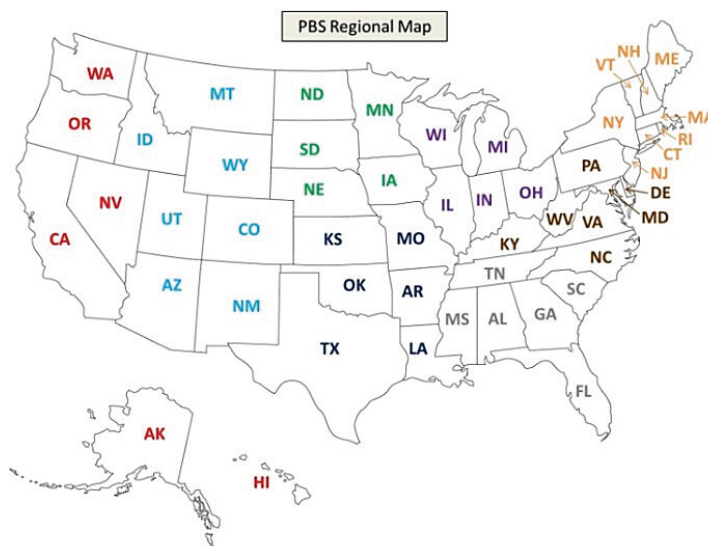 PBS Regional Map
WA
MT
ND
MN
VT
NH
ME
OR
ID
WY
SD
WI
MI
NY
MA
RI
CT
NJ
NE
IA
PA
DE
MD
NV
UT
CO
IL
IN
OH
WV
VA
CA
KS
MO
KY
NC
AZ
NM
OK
AR
TN
SC
TX
LA
MS
AL
GA
FL
AK
HI